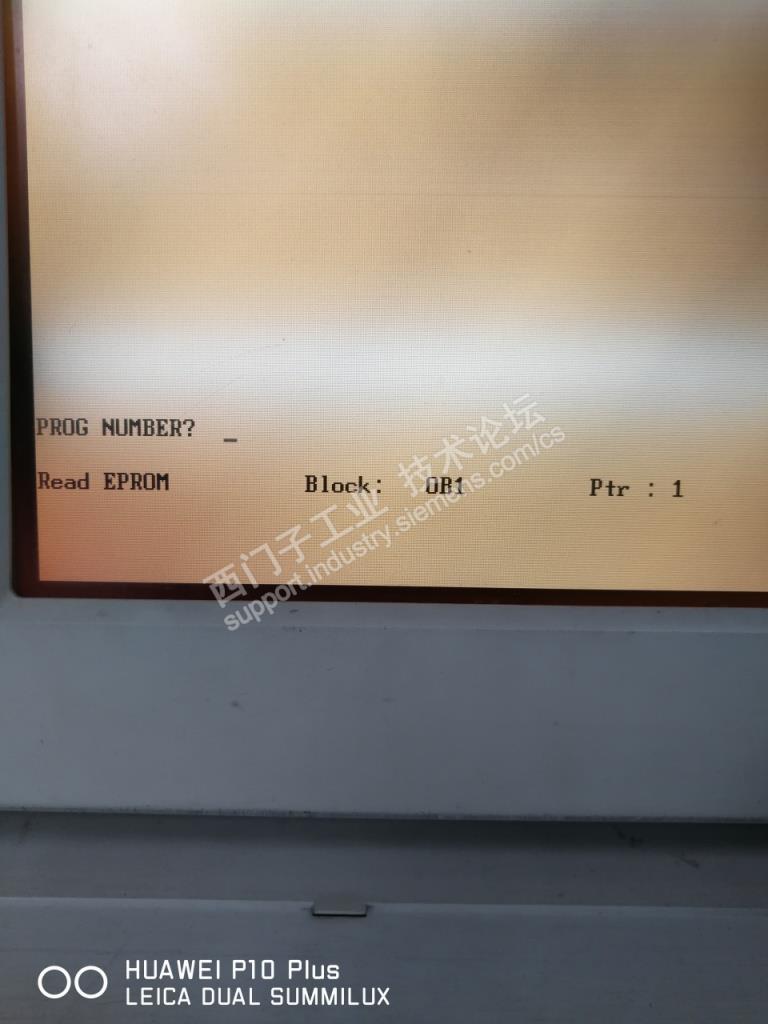 PROG NUMBER? _
Read EPROM Block: OB1 Ptr : 1
西门子工业 技术论坛
support.industry.siemens.com/cs
HUAWEI P10 Plus
LEICA DUAL SUMMILUX